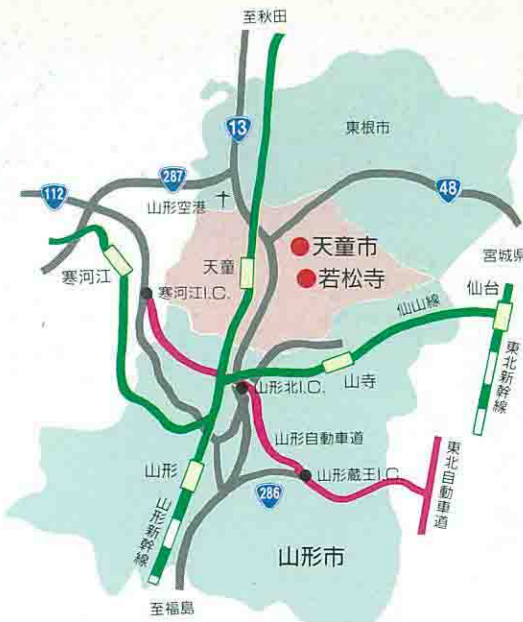 至秋田
13
東根市
287
112
48
山形空港
天童市
宮城県
寒河江
天童
若松寺
仙台
寒河江I.C.
仙山線
山形北I.C.
山寺
東北新幹線
山形自動車道
山形
山形蔵王I.C.
286
東北自動車道
山形新幹線
山形市
至福島